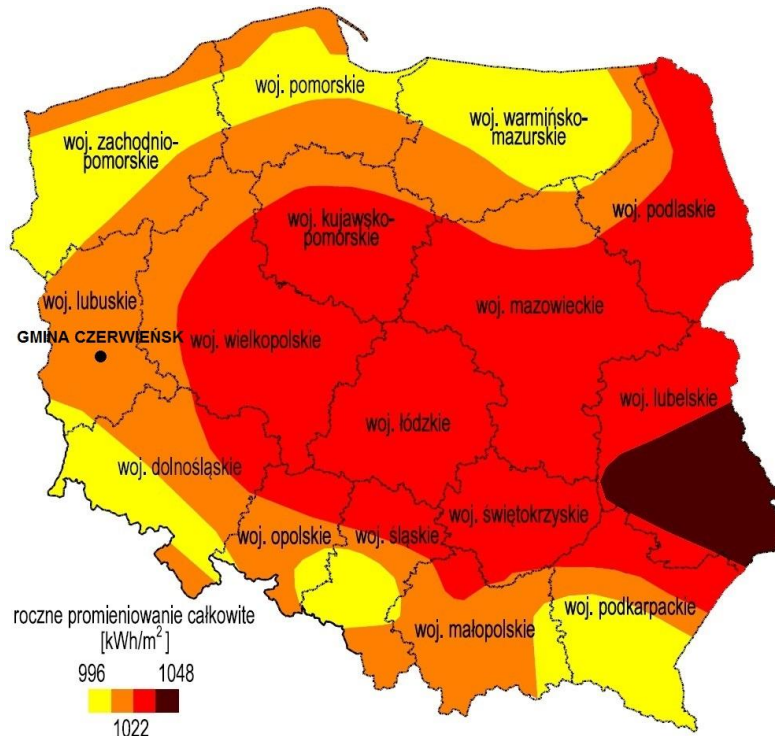 woj. pomorskie
woj. warmińsko-
mazurskie
woj. zachodnio-
pomorskie
woj. podlaskie
woj. kujawsko-
pomorskie
woj. lubuskie
woj. mazowieckie
GMINA CZERWIEŃSK
woj. wielkopolskie
woj. lubelskie
woj. łódzkie
woj. dolnośląskie
woj. świętokrzyskie
woj. opolskie
woj. śląskie
woj. podkarpackie
woj. małopolskie
roczne promieniowanie całkowite
[kWh/m²]
996 1048
1022